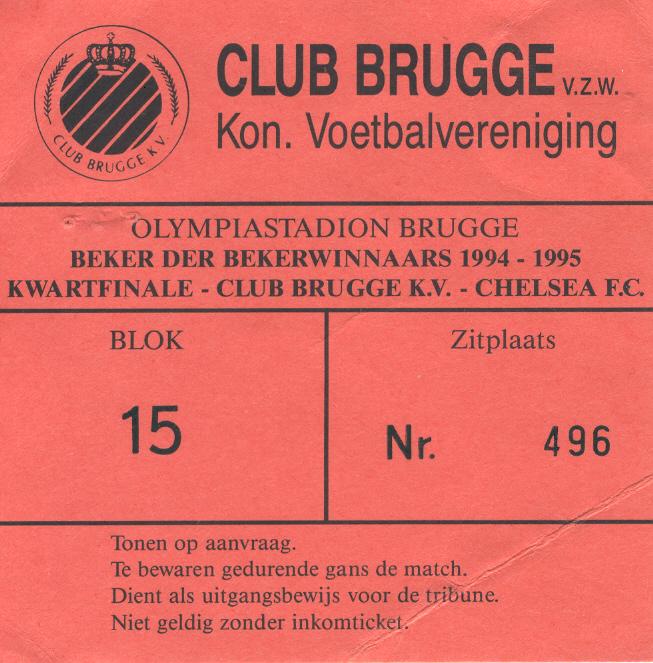 CLUB BRUGGE K.V.
CLUB BRUGGE v.z.w.
Kon. Voetbalvereniging
OLYMPIASTADION BRUGGE
BEKER DER BEKERWINNAARS 1994 - 1995
KWARTFINALE - CLUB BRUGGE K.V. - CHELSEA F.C.
BLOK
Zitplaats
15
Nr. 496
Tonen op aanvraag.
Te bewaren gedurende gans de match.
Dient als uitgangsbewijs voor de tribune.
Niet geldig zonder inkomticket.